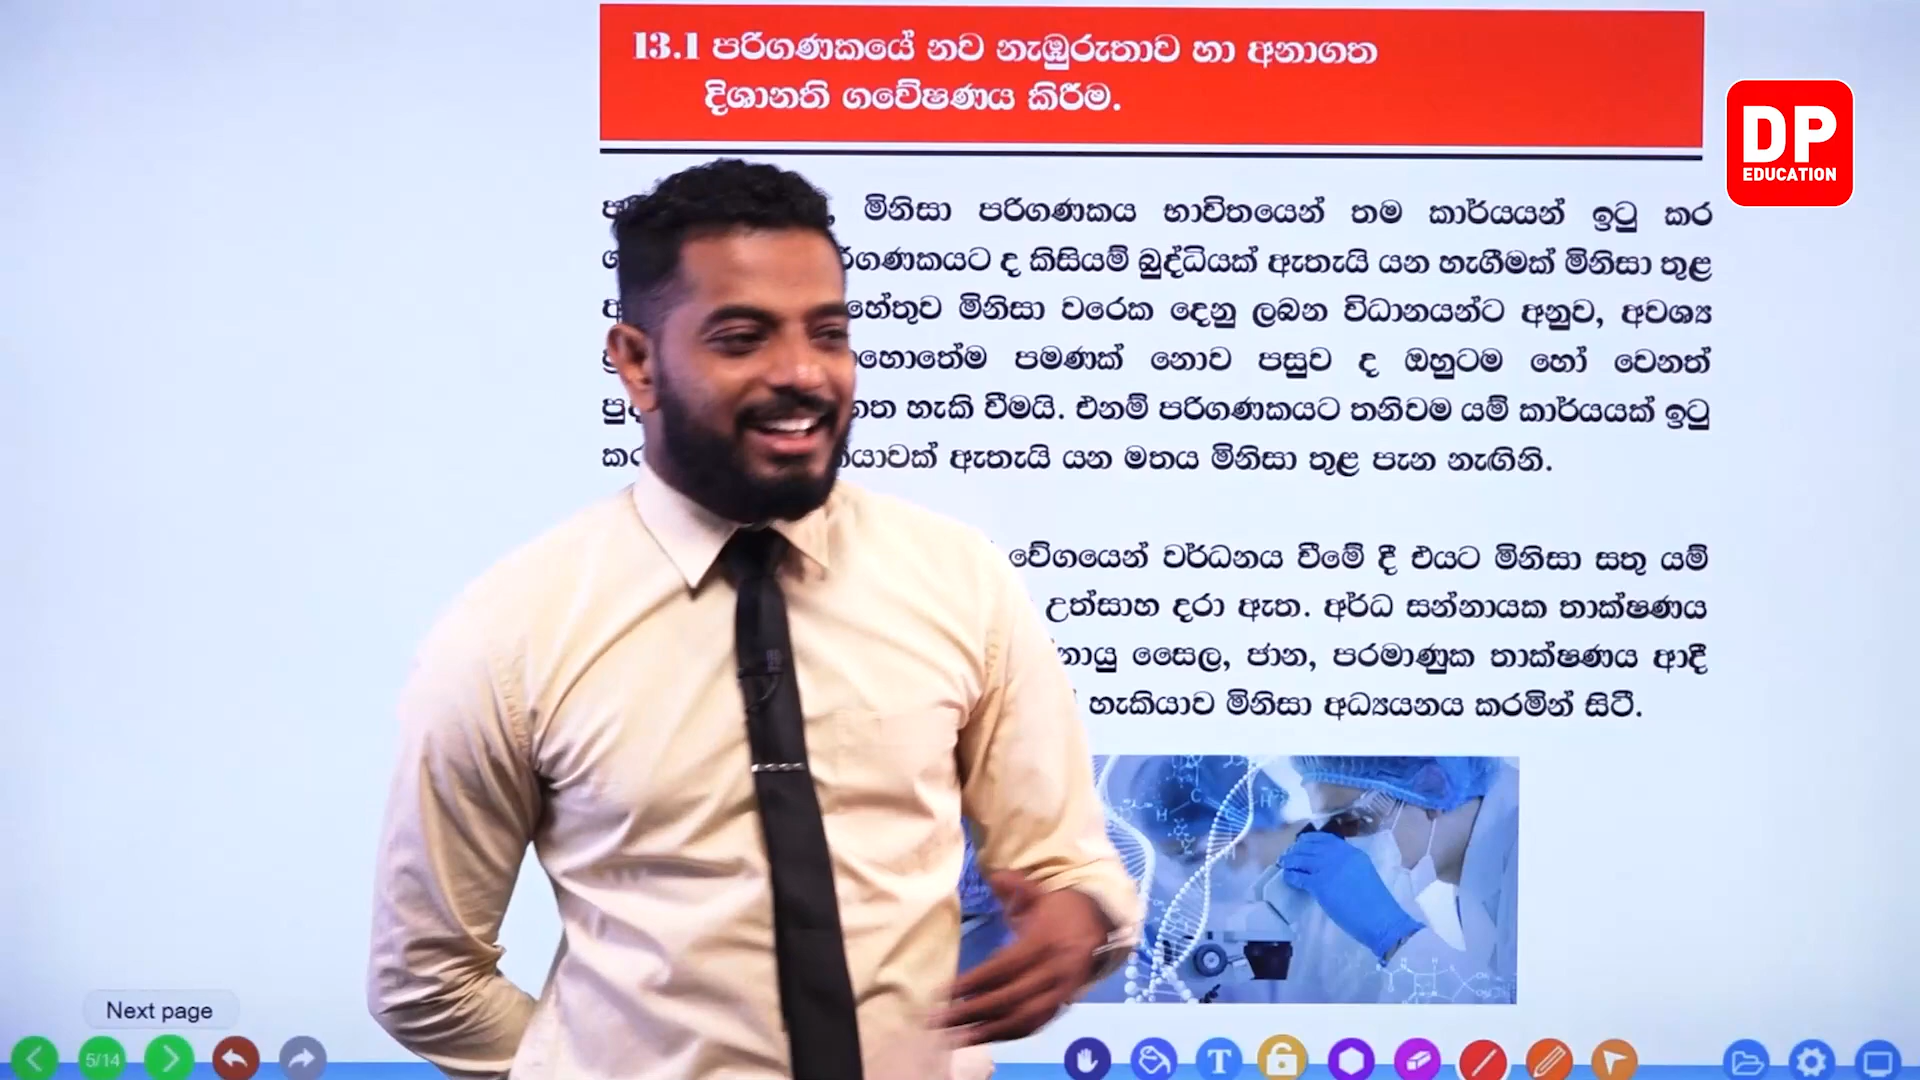 13.1 පරිගණකයේ නව නැඹුරුතාව හා අනාගත
දිශානති ගවේෂණය කිරීම.
DP
EDUCATION
මිනිසා පරිගණකය භාවිතයෙන් තම කාර්යයන් ඉටු කර
ද කිසියම් බුද්ධියක් ඇතැයි යන හැඟීමක් මිනිසා තුළ
හේතුව මිනිසා වරෙක දෙනු ලබන විධානයන්ට අනුව, අවශ්‍ය
පමණක් නොව පසුව ද ඔහුටම හෝ වෙනත්
හැකි වීමයි. එනම් පරිගණකයට තනිවම යම් කාර්යයක් ඉටු
ඇතැයි යන මතය මිනිසා තුළ පැන නැඟිනි.
වේගයෙන් වර්ධනය වීමේ දී එයට මිනිසා සතු යම්
උත්සාහ දරා ඇත. අර්ධ සන්නායක තාක්ෂණය
සෛල, ජාන, පරමාණුක තාක්ෂණය ආදී
හැකියාව මිනිසා අධ්‍යයනය කරමින් සිටී.
Next page
5/14